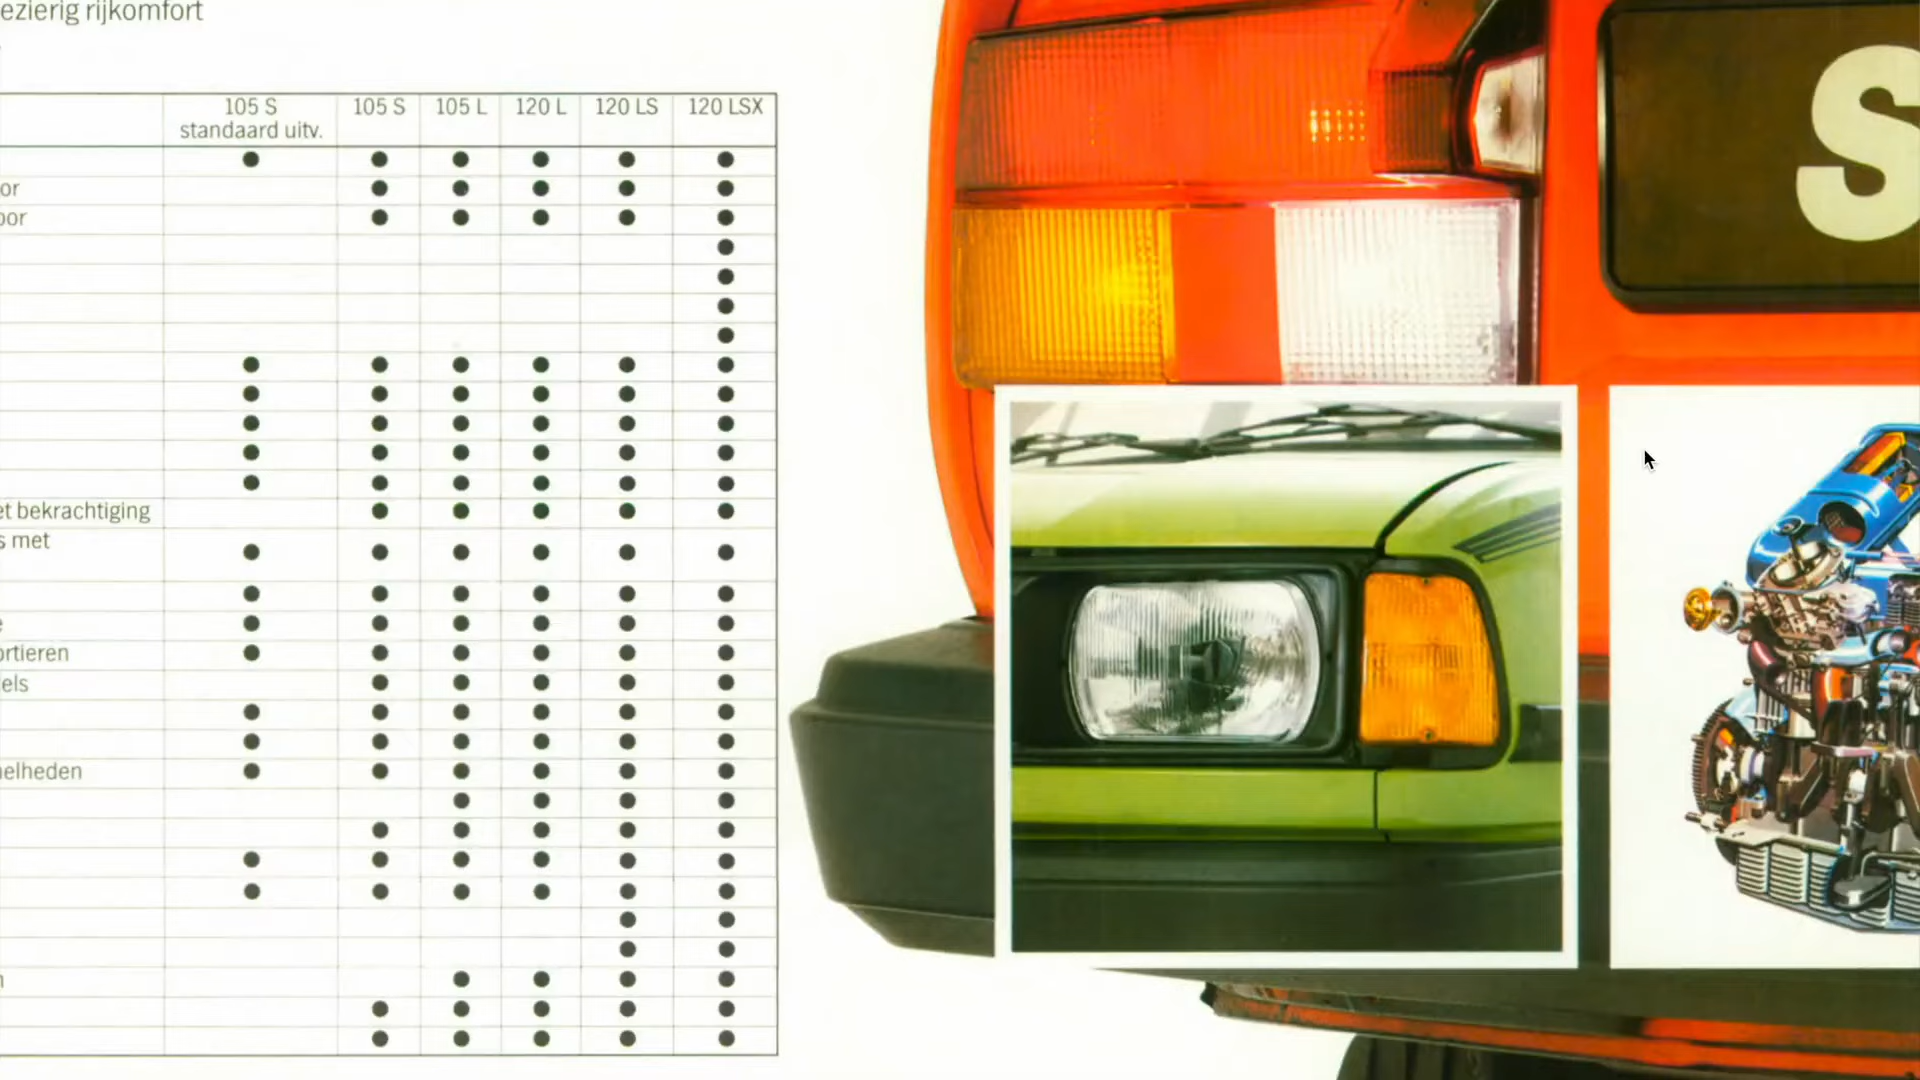 ezierig rijkomfort
105 S standaard uitv.
105 S
105 L
120 L
120 LS
120 LSX
or
oor
et bekrachtiging
s met
e
ortieren
els
nelheden
n
S